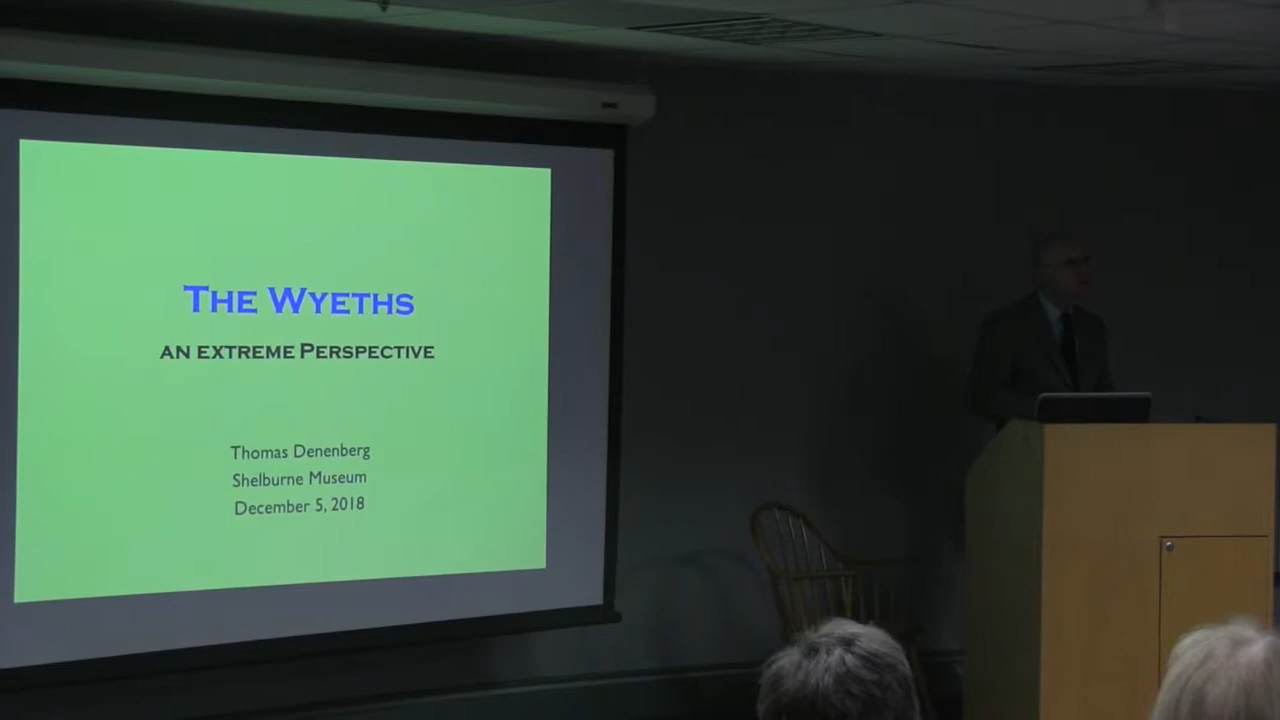 THE WYETHS
AN EXTREME PERSPECTIVE
Thomas Denenberg
Shelburne Museum
December 5, 2018